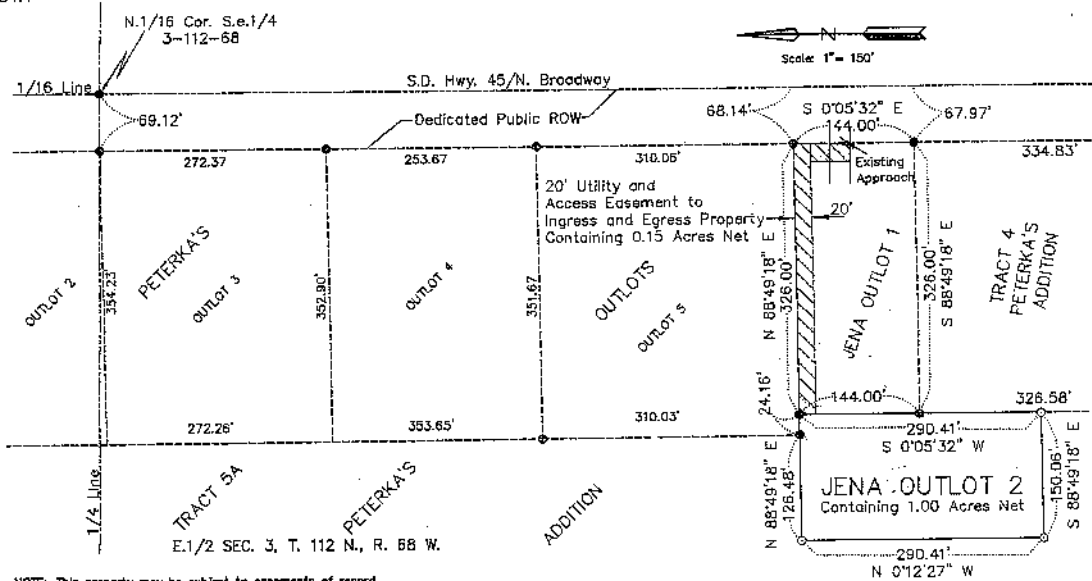 N.1/16 Cor. S.e.1/4
3-112-68
N
Scale: 1"= 150'
1/16 Line
S.D. Hwy. 45/N. Broadway
69.12'
Dedicated Public ROW
68.14'
S 0°05'32" E
144.00'
67.97'
272.37
253.67
310.06'
334.83'
Existing
Approach
20' Utility and
Access Easement to
Ingress and Egress Property
Containing 0.15 Acres Net
20'
OUTLOT 2
354.23'
PETERKA'S
OUTLOT 3
352.90'
OUTLOT 4
351.67
OUTLOTS
OUTLOT 5
N 88°49'18" E
326.00'
JENA OUTLOT 1
326.00'
S 88°49'18" E
TRACT 4
PETERKA'S
ADDITION
24.16'
144.00'
326.58'
272.26'
353.65'
310.03'
290.41'
S 0°05'32" W
1/4 Line
TRACT 5A
PETERKA'S
ADDITION
N 88°49'18" E
126.48'
JENA OUTLOT 2
Containing 1.00 Acres Net
150.06'
S 88°49'18" E
E.1/2 SEC. 3, T. 112 N., R. 68 W.
290.41'
N 0°12'27" W
NOTE: This property may be subject to easements of record